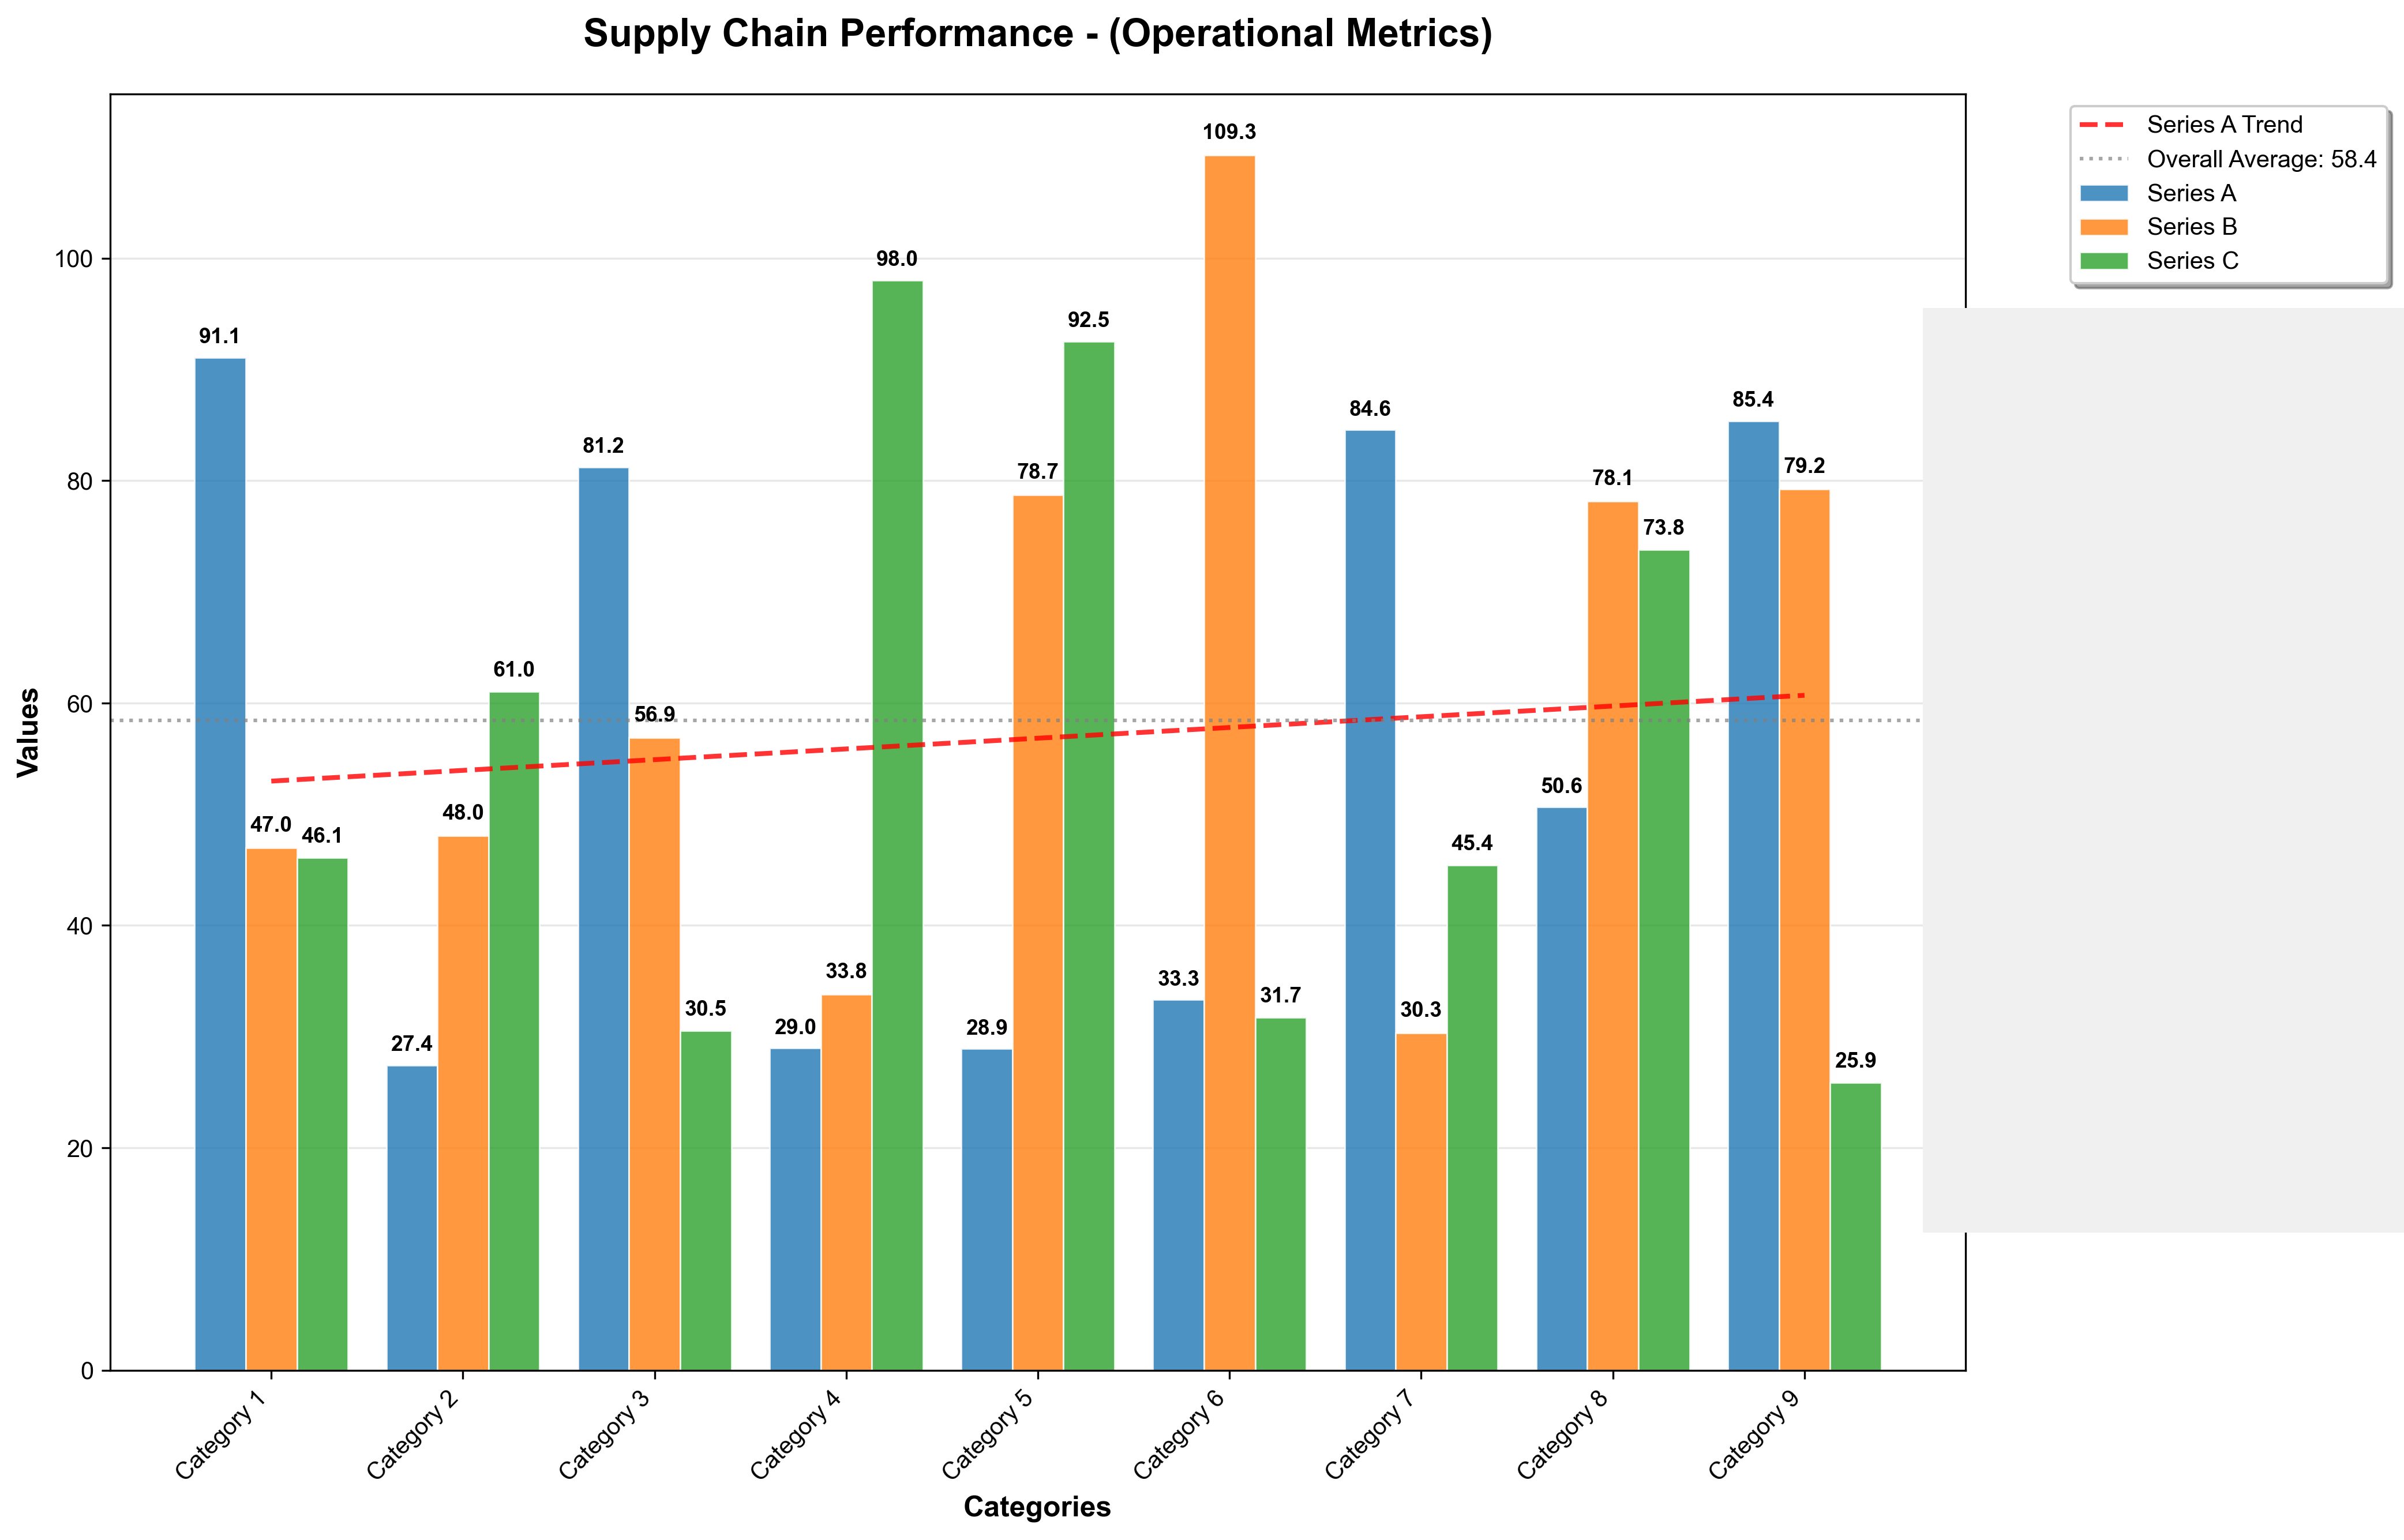 Supply Chain Performance - (Operational Metrics)
Series A Trend
Overall Average: 58.4
Series A
Series B
Series C
Values
100
80
60
40
20
0
91.1
47.0
46.1
27.4
48.0
61.0
81.2
56.9
30.5
29.0
33.8
98.0
28.9
78.7
92.5
33.3
109.3
31.7
84.6
30.3
45.4
50.6
78.1
73.8
85.4
79.2
25.9
Category 1
Category 2
Category 3
Category 4
Category 5
Category 6
Category 7
Category 8
Category 9
Categories